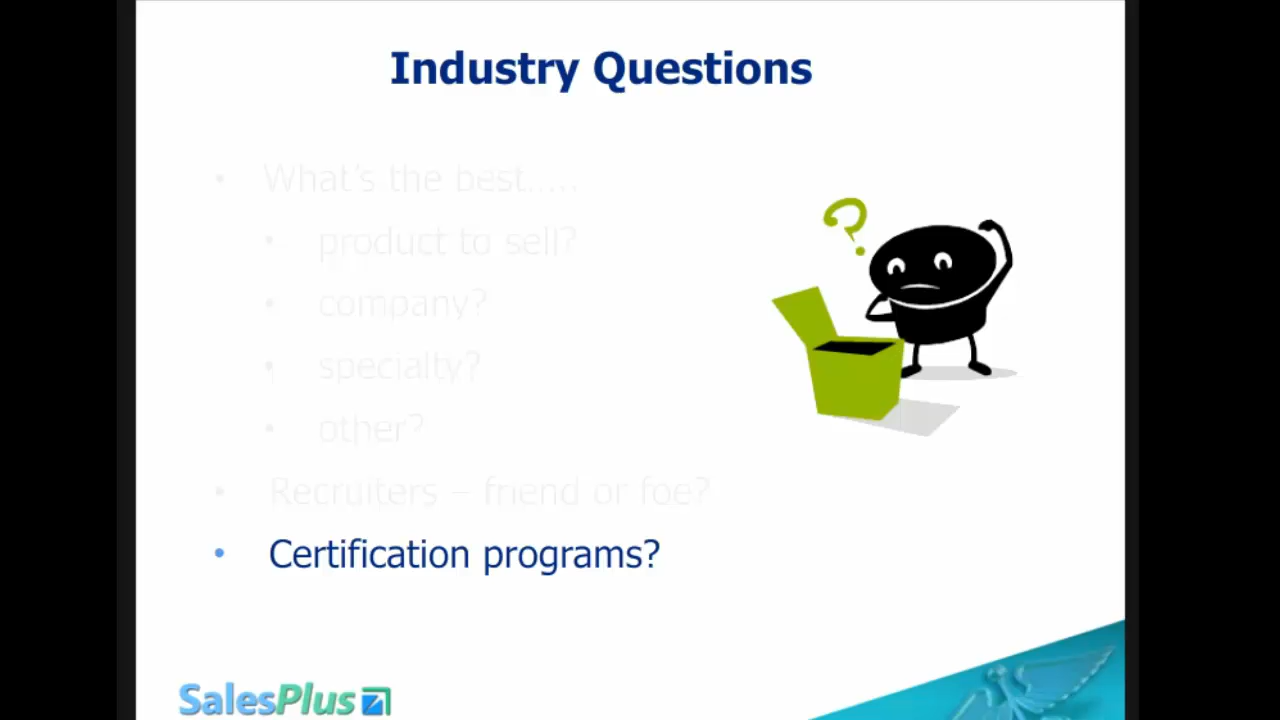 Industry Questions
• What's the best.....
• product to sell?
• company?
• specialty?
• other?
• Recruiters – friend or foe?
• Certification programs?
?
SalesPlus